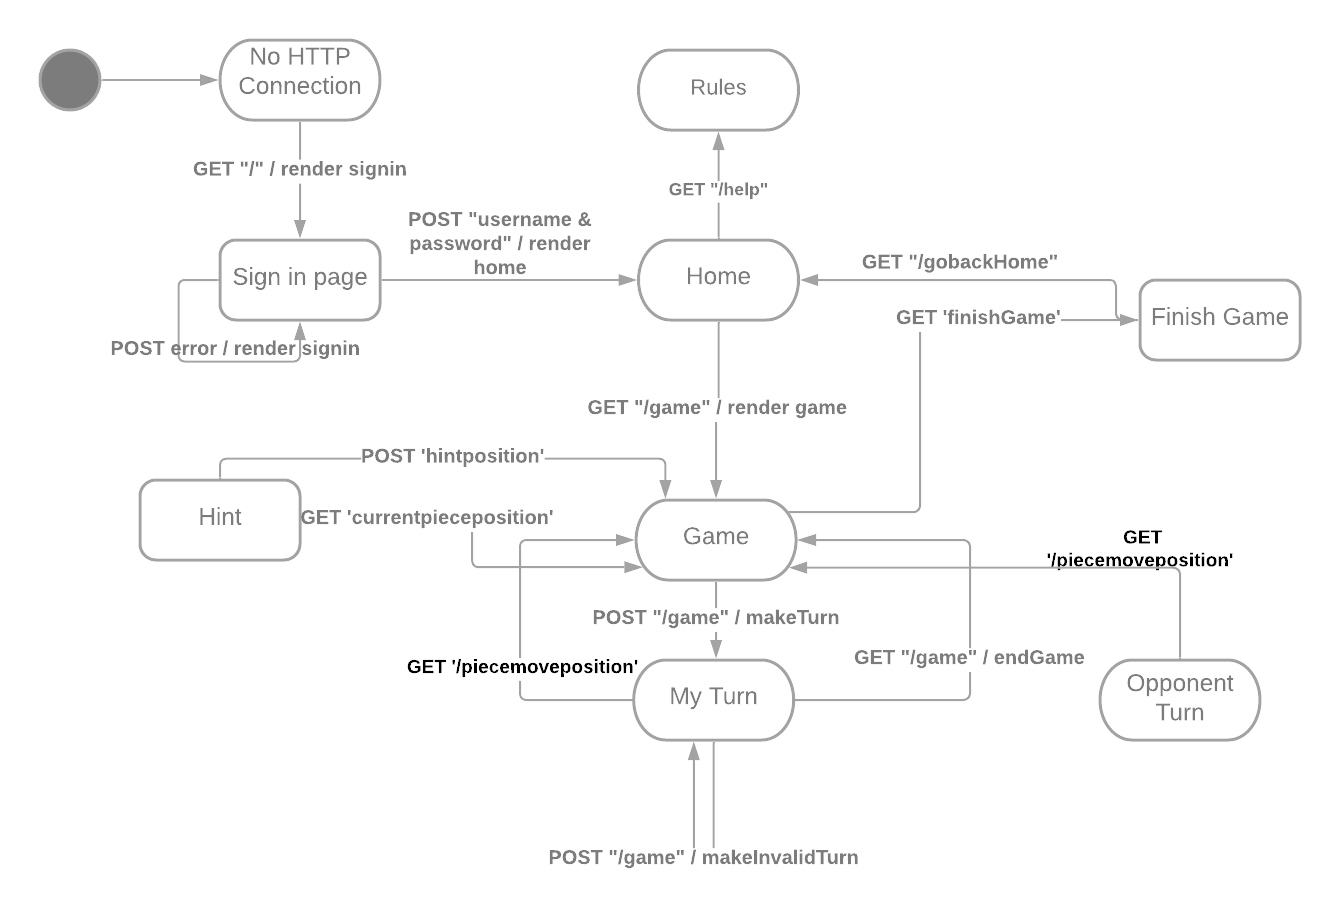 No HTTP
Connection
Rules
GET "/" / render signin
GET "/help"
POST "username &
password" / render
home
Sign in page
Home
GET "/gobackHome"
GET 'finishGame'
Finish Game
POST error / render signin
GET "/game" / render game
POST 'hintposition'
Hint
GET 'currentpieceposition'
Game
GET
'/piecemoveposition'
POST "/game" / makeTurn
GET '/piecemoveposition'
My Turn
GET "/game" / endGame
Opponent
Turn
POST "/game" / makeInvalidTurn